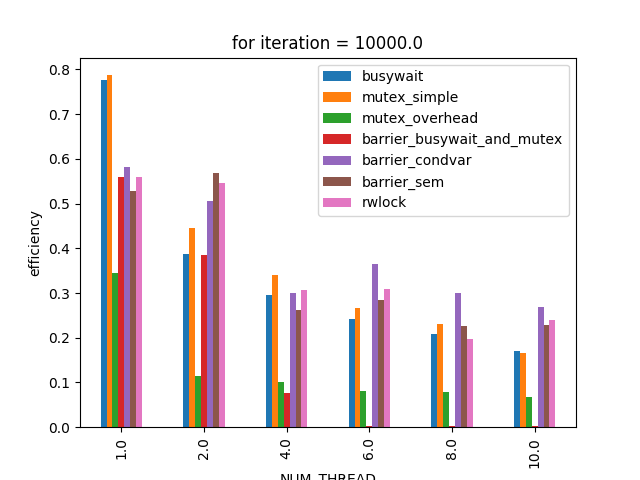 for iteration = 10000.0
busywait
mutex_simple
mutex_overhead
barrier_busywait_and_mutex
barrier_condvar
barrier_sem
rwlock
efficiency
0.8
0.7
0.6
0.5
0.4
0.3
0.2
0.1
0.0
1.0
2.0
4.0
6.0
8.0
10.0
NUM_THREAD